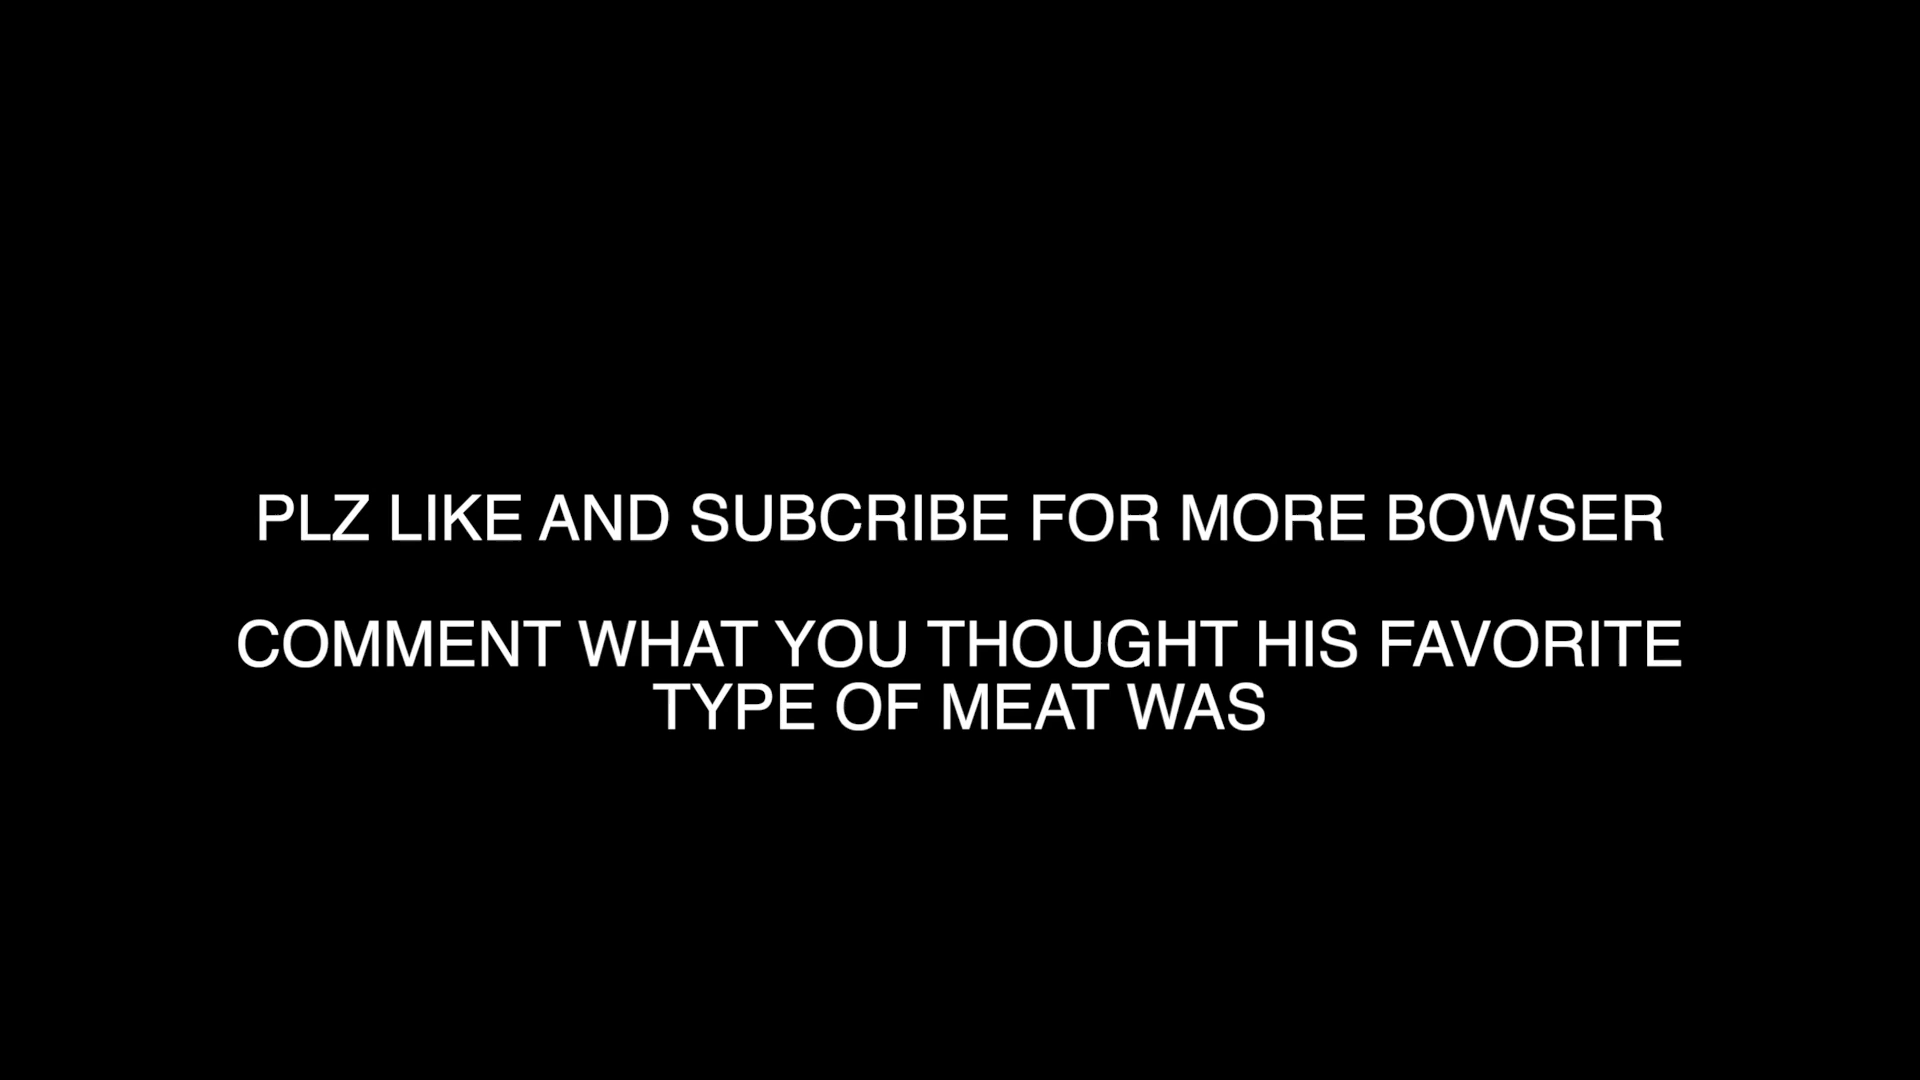 PLZ LIKE AND SUBCRIBE FOR MORE BOWSER
COMMENT WHAT YOU THOUGHT HIS FAVORITE
TYPE OF MEAT WAS